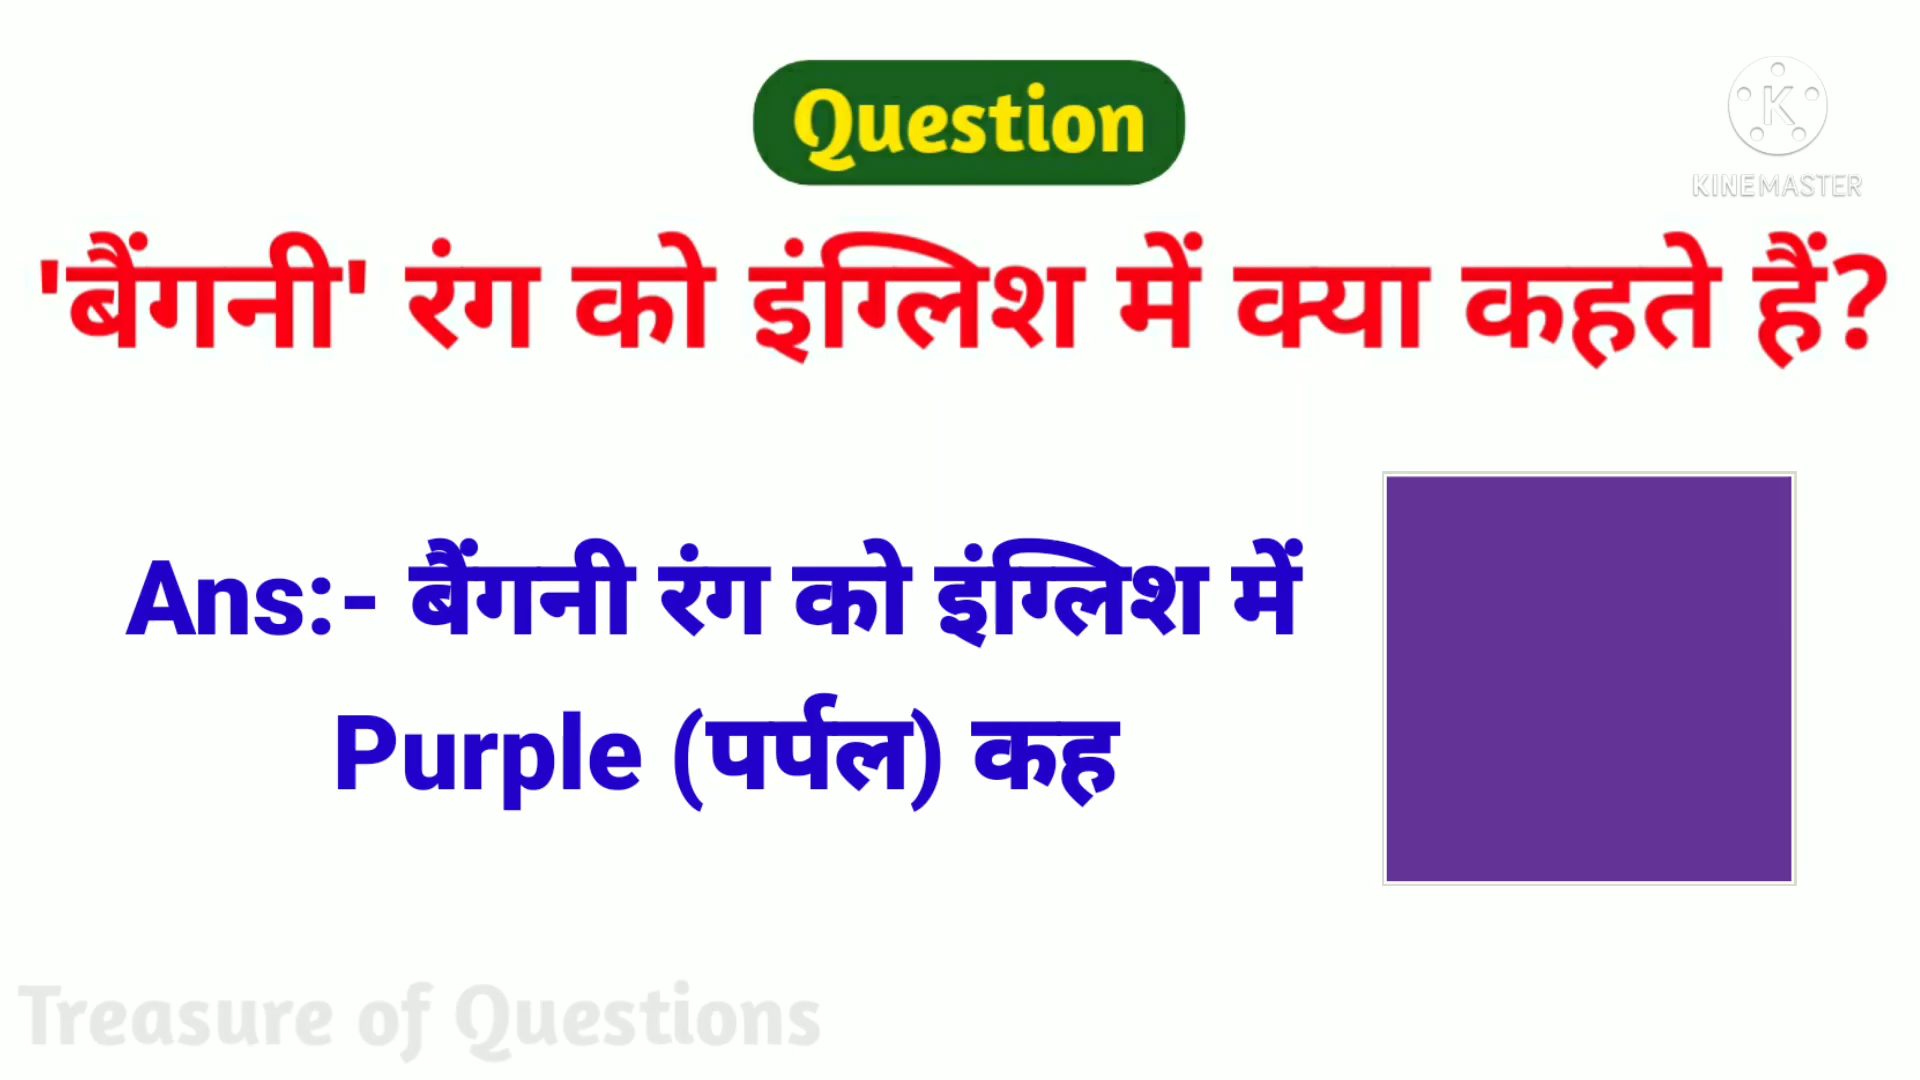 Question
K
KINEMASTER
'बैंगनी' रंग को इंग्लिश में क्या कहते हैं?
Ans:- बैंगनी रंग को इंग्लिश में
Purple (पर्पल) कह
Treasure of Questions